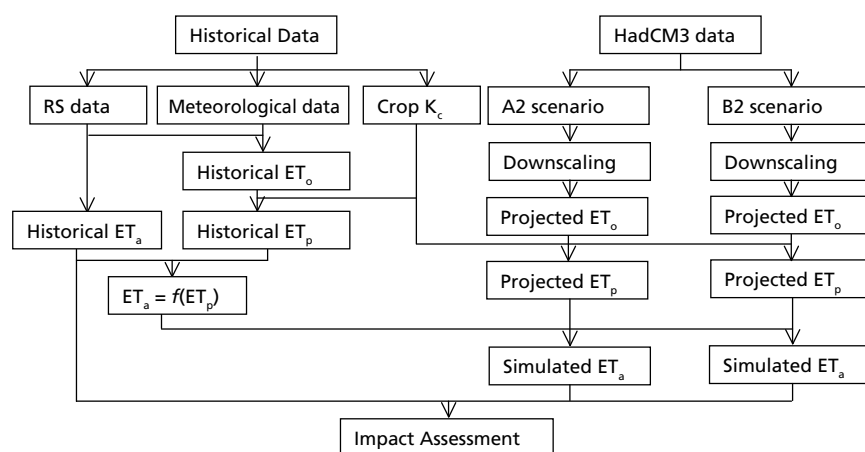 Historical Data
HadCM3 data
RS data
Meteorological data
Crop Kc
A2 scenario
B2 scenario
Historical ETo
Downscaling
Downscaling
Historical ETa
Historical ETp
Projected ETo
Projected ETo
ETa = f(ETp)
Projected ETp
Projected ETp
Simulated ETa
Simulated ETa
Impact Assessment